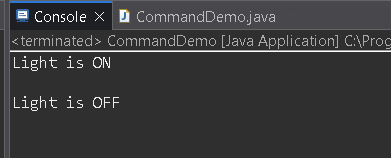 Console CommandDemo.java
<terminated> CommandDemo [Java Application] C:\Prog
Light is ON
Light is OFF